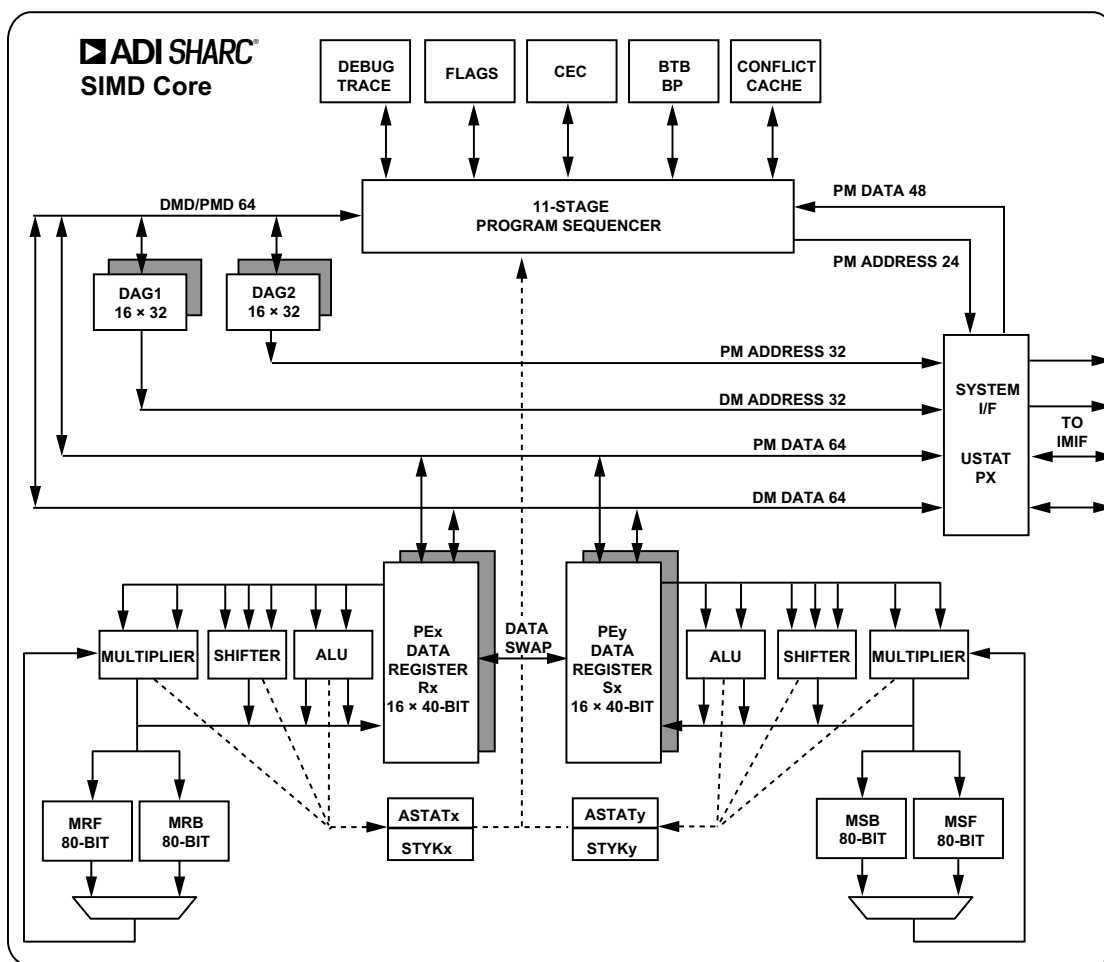 ADI SHARC®
SIMD Core
DEBUG
TRACE
FLAGS
CEC
BTB
BP
CONFLICT
CACHE
DMD/PMD 64
11-STAGE
PROGRAM SEQUENCER
PM DATA 48
PM ADDRESS 24
DAG1
16 × 32
DAG2
16 × 32
PM ADDRESS 32
DM ADDRESS 32
PM DATA 64
DM DATA 64
SYSTEM
I/F
USTAT
PX
TO
IMIF
MULTIPLIER
SHIFTER
ALU
PEx
DATA
REGISTER
Rx
16 × 40-BIT
DATA
SWAP
PEy
DATA
REGISTER
Sx
16 × 40-BIT
ALU
SHIFTER
MULTIPLIER
MRF
80-BIT
MRB
80-BIT
ASTATx
STYKx
ASTATy
STYKy
MSB
80-BIT
MSF
80-BIT